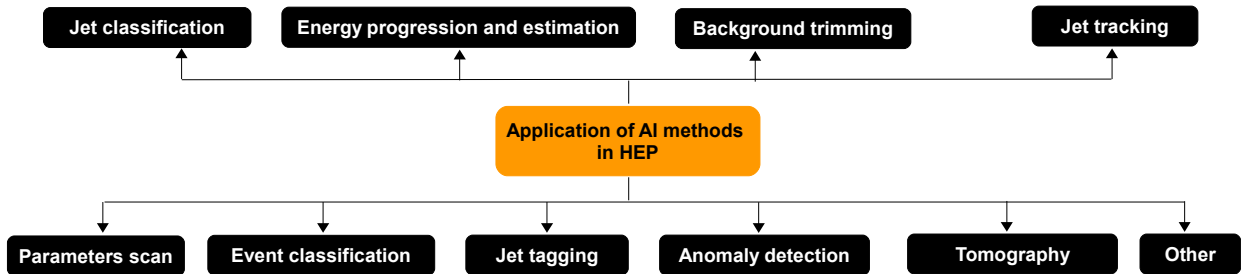 Jet classification
Energy progression and estimation
Background trimming
Jet tracking
Application of AI methods
in HEP
Parameters scan
Event classification
Jet tagging
Anomaly detection
Tomography
Other